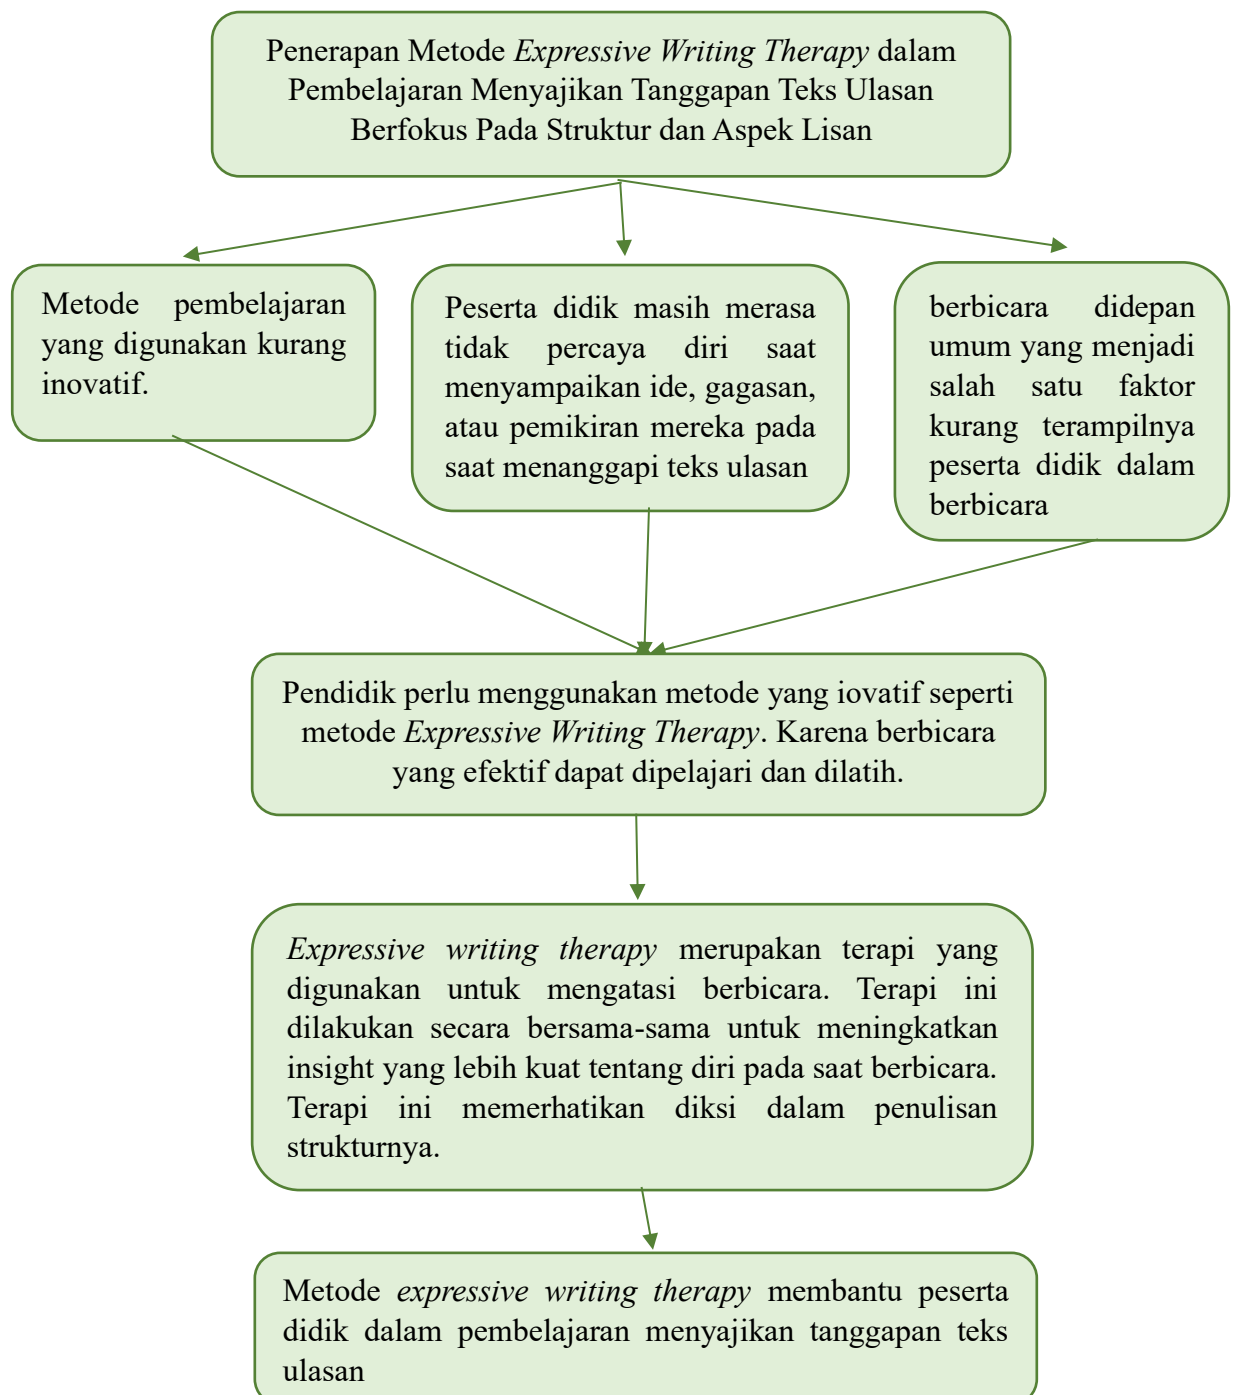 Penerapan Metode Expressive Writing Therapy dalam
Pembelajaran Menyajikan Tanggapan Teks Ulasan
Berfokus Pada Struktur dan Aspek Lisan
Metode pembelajaran
yang digunakan kurang
inovatif.
Peserta didik masih merasa
tidak percaya diri saat
menyampaikan ide, gagasan,
atau pemikiran mereka pada
saat menanggapi teks ulasan
berbicara didepan
umum yang menjadi
salah satu faktor
kurang terampilnya
peserta didik dalam
berbicara
Pendidik perlu menggunakan metode yang iovatif seperti
metode Expressive Writing Therapy. Karena berbicara
yang efektif dapat dipelajari dan dilatih.
Expressive writing therapy merupakan terapi yang
digunakan untuk mengatasi berbicara. Terapi ini
dilakukan secara bersama-sama untuk meningkatkan
insight yang lebih kuat tentang diri pada saat berbicara.
Terapi ini memerhatikan diksi dalam penulisan
strukturnya.
Metode expressive writing therapy membantu peserta
didik dalam pembelajaran menyajikan tanggapan teks
ulasan